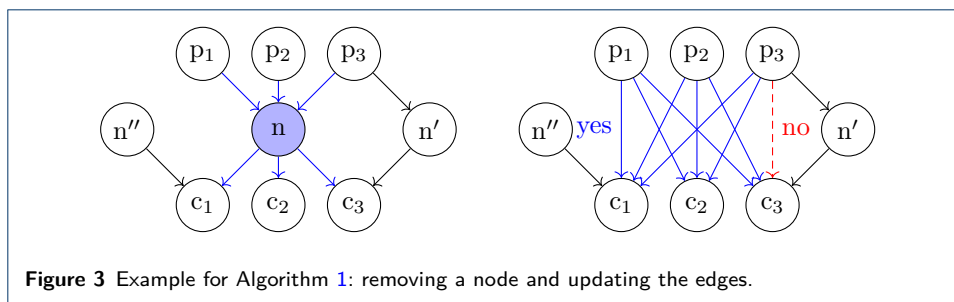 p₁ p₂ p₃ p₁ p₂ p₃
n′′ n n′ n′′ yes no n′
c₁ c₂ c₃ c₁ c₂ c₃
Figure 3 Example for Algorithm 1: removing a node and updating the edges.